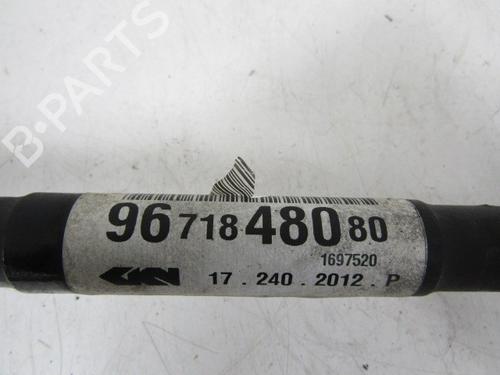 B-PARTS
96 718 480 80
1697520
GKN 17 . 240 . 2012 . P